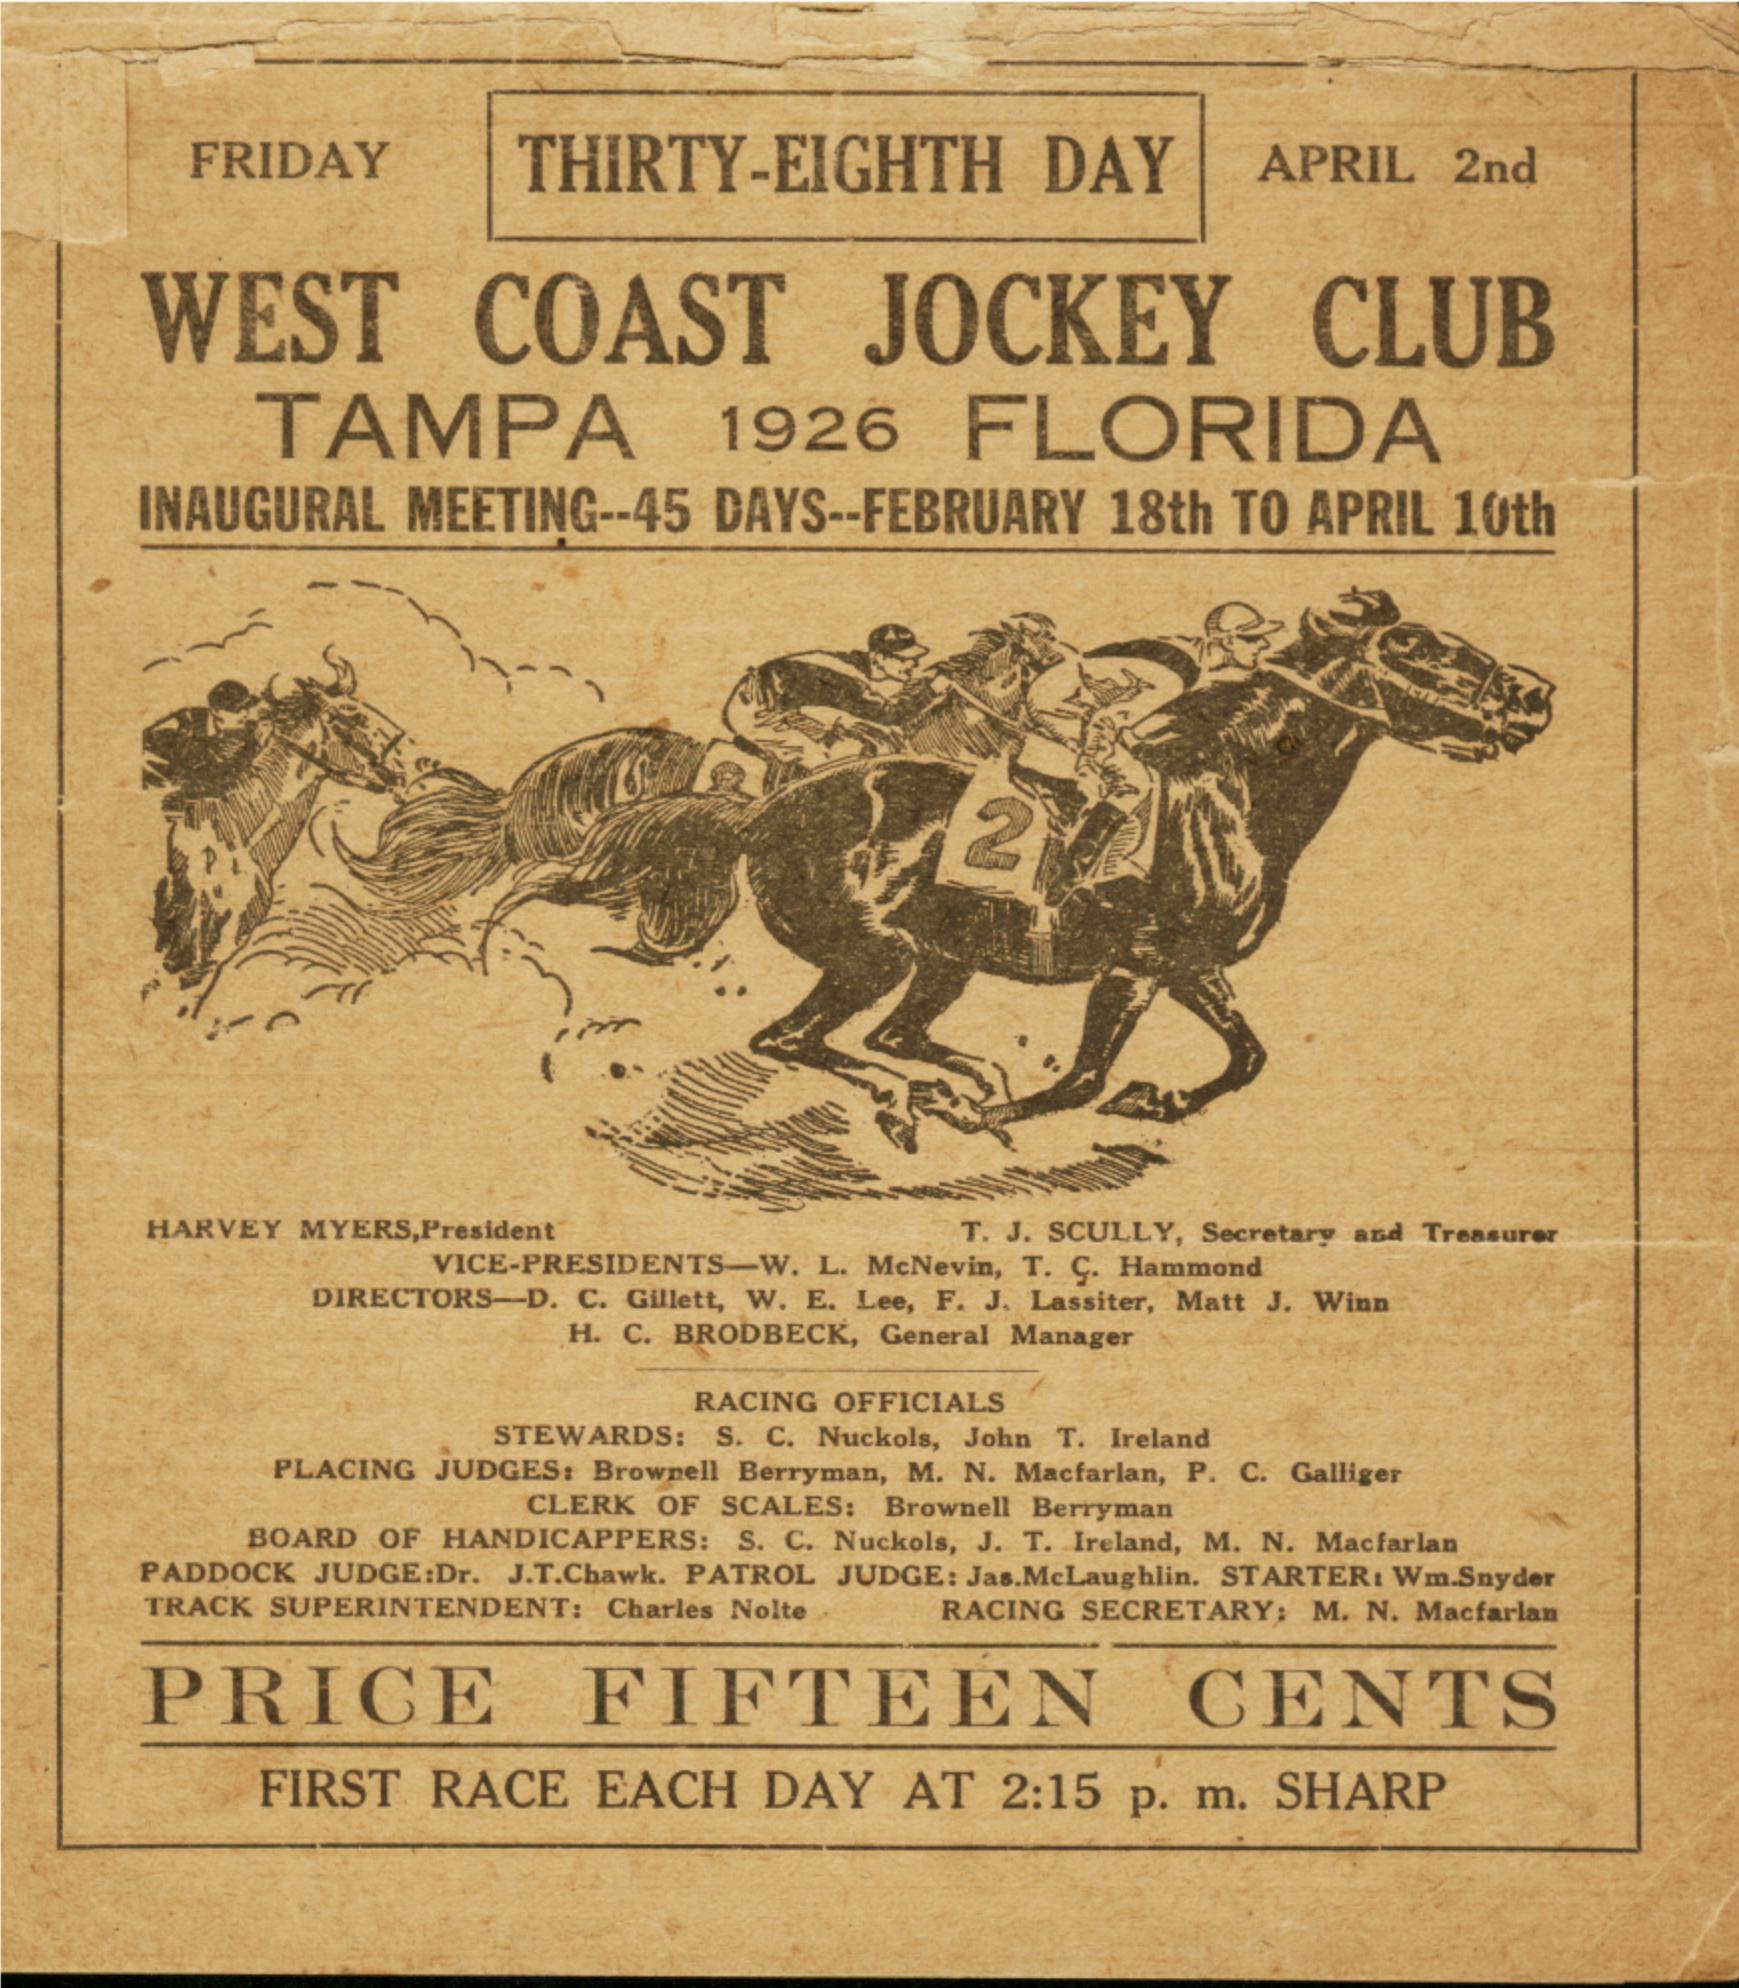 FRIDAY THIRTY-EIGHTH DAY APRIL 2nd
WEST COAST JOCKEY CLUB
TAMPA 1926 FLORIDA
INAUGURAL MEETING--45 DAYS--FEBRUARY 18th TO APRIL 10th
2
HARVEY MYERS,President T. J. SCULLY, Secretary and Treasurer
VICE-PRESIDENTS—W. L. McNevin, T. C. Hammond
DIRECTORS—D. C. Gillett, W. E. Lee, F. J. Lassiter, Matt J. Winn
H. C. BRODBECK, General Manager
RACING OFFICIALS
STEWARDS: S. C. Nuckols, John T. Ireland
PLACING JUDGES: Brownell Berryman, M. N. Macfarlan, P. C. Galliger
CLERK OF SCALES: Brownell Berryman
BOARD OF HANDICAPPERS: S. C. Nuckols, J. T. Ireland, M. N. Macfarlan
PADDOCK JUDGE:Dr. J.T.Chawk. PATROL JUDGE: Jas.McLaughlin. STARTER: Wm.Snyder
TRACK SUPERINTENDENT: Charles Nolte RACING SECRETARY: M. N. Macfarlan
PRICE FIFTEEN CENTS
FIRST RACE EACH DAY AT 2:15 p. m. SHARP